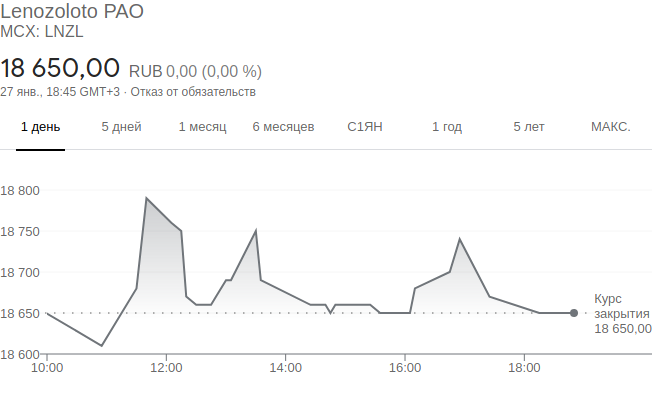 Lenozoloto PAO
MCX: LNZL
18 650,00 RUB 0,00 (0,00 %)
27 янв., 18:45 GMT+3 · Отказ от обязательств
1 день 5 дней 1 месяц 6 месяцев С1ЯН 1 год 5 лет МАКС.
18 800
18 750
18 700
18 650
18 600
Курс
закрытия
18 650,00
10:00 12:00 14:00 16:00 18:00